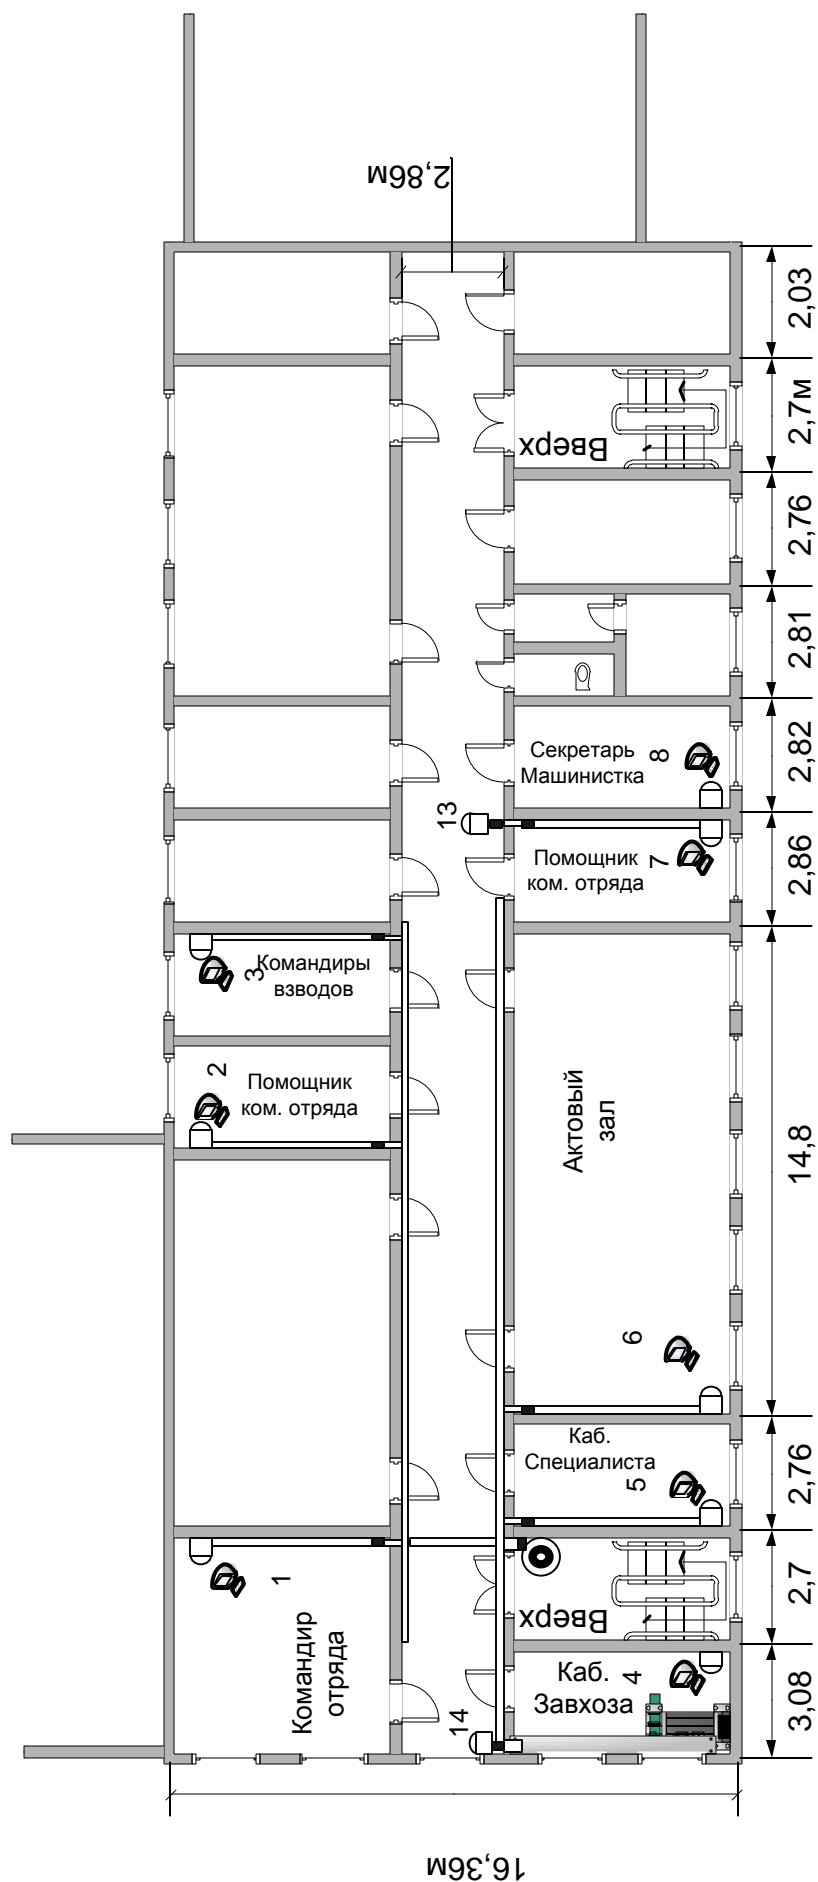 2,86м
2,03
2,7м
Вверх
2,76
2,81
Секретарь
Машинистка
8
2,82
13
Помощник
ком. отряда
7
2,86
Командиры
взводов
3
2
Помощник
ком. отряда
Актовый
зал
14,8
6
Каб.
Специалиста
5
2,76
1
Командир
отряда
Вверх
2,7
Каб.
Завхоза
4
14
3,08
16,36м